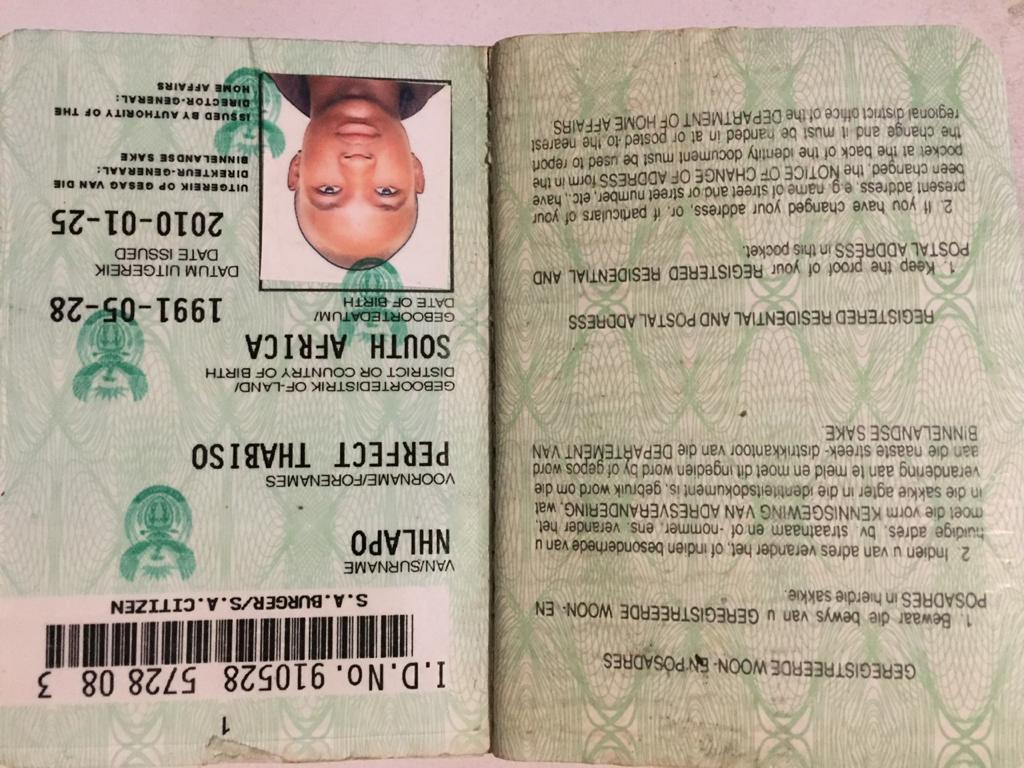 GEREGISTREERDE WOON- EN POSADRES
1. Bewaar die bewys van u GEREGISTREERDE WOON- EN
POSADRES in hierdie sakkie.
2. Indien u van adres verander het, of indien besonderhede van u
huidige adres, bv. straatnaam en of -nommer, ens. verander het,
moet die vorm KENNISGEWING VAN ADRESVERANDERING, wat
in die sakkie agter in die identiteitsdokument is, gebruik word om die
verandering aan te meld en moet dit ingedien word by of gepos word
aan die naaste streek- distrikkantoor van die DEPARTEMENT VAN
BINNELANDSE SAKE.
REGISTERED RESIDENTIAL AND POSTAL ADDRESS
1. Keep the proof of your REGISTERED RESIDENTIAL AND
POSTAL ADDRESS in this pocket.
2. If you have changed your address, or, if particulars of your
present address, e.g. name of street and or street number, etc., have
been changed, the NOTICE OF CHANGE OF ADDRESS form in the
pocket at the back of the identity document must be used to report
the change and it must be handed in at or posted to the nearest
regional district office of the DEPARTMENT OF HOME AFFAIRS.
1
I.D.No. 910528 5728 08 3
S.A.BURGER/S.A.CITIZEN
VAN/SURNAME
NHLAPO
VOORNAME/FORENAMES
PERFECT THABISO
GEBOORTEDISTRIK OF-LAND/
DISTRICT OR COUNTRY OF BIRTH
SOUTH AFRICA
GEBOORTEDATUM/
DATE OF BIRTH
1991-05-28
DATUM UITGEREIK
DATE ISSUED
2010-01-25
UITGEREIK OP GESAG VAN DIE
DIREKTEUR-GENERAAL:
BINNELANDSE SAKE
ISSUED BY AUTHORITY OF THE
DIRECTOR-GENERAL:
HOME AFFAIRS